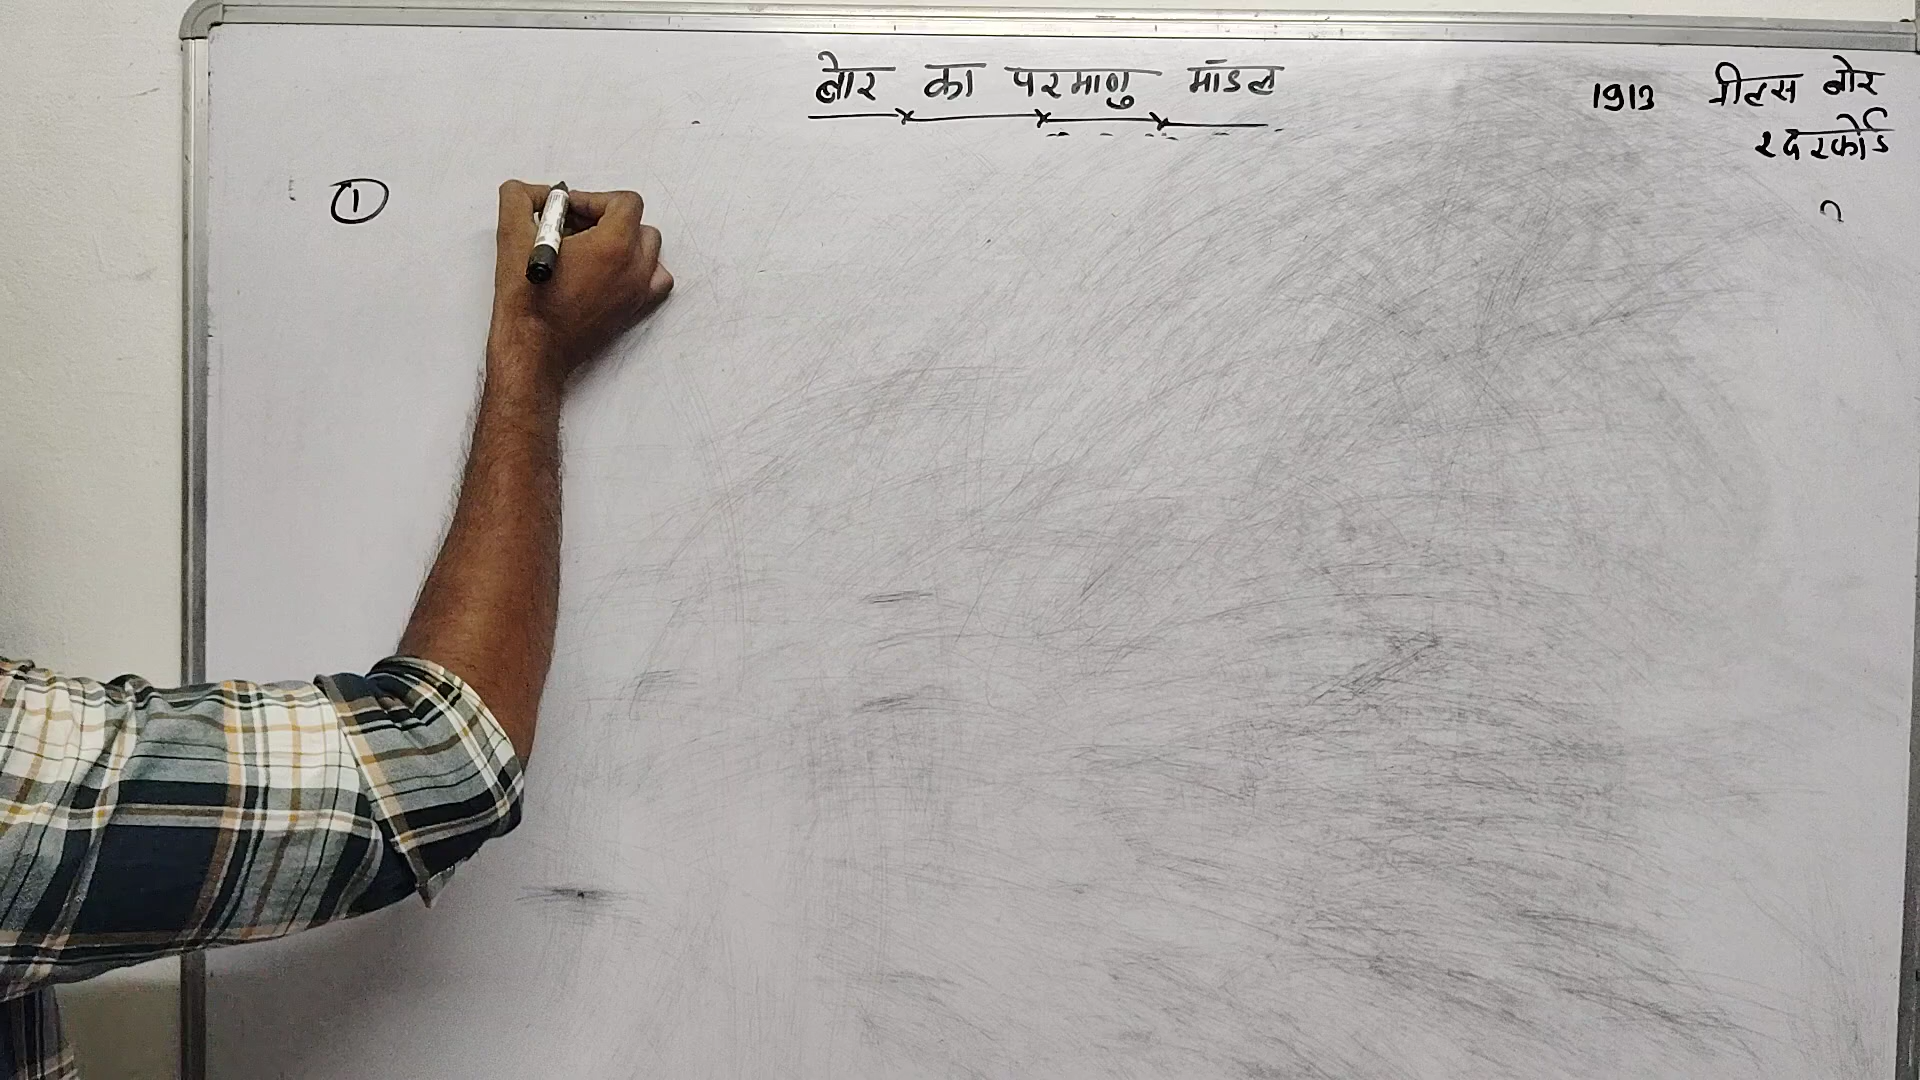 बोर का परमाणु मॉडल
1913 नील्स बोर
रदरफोर्ड
①